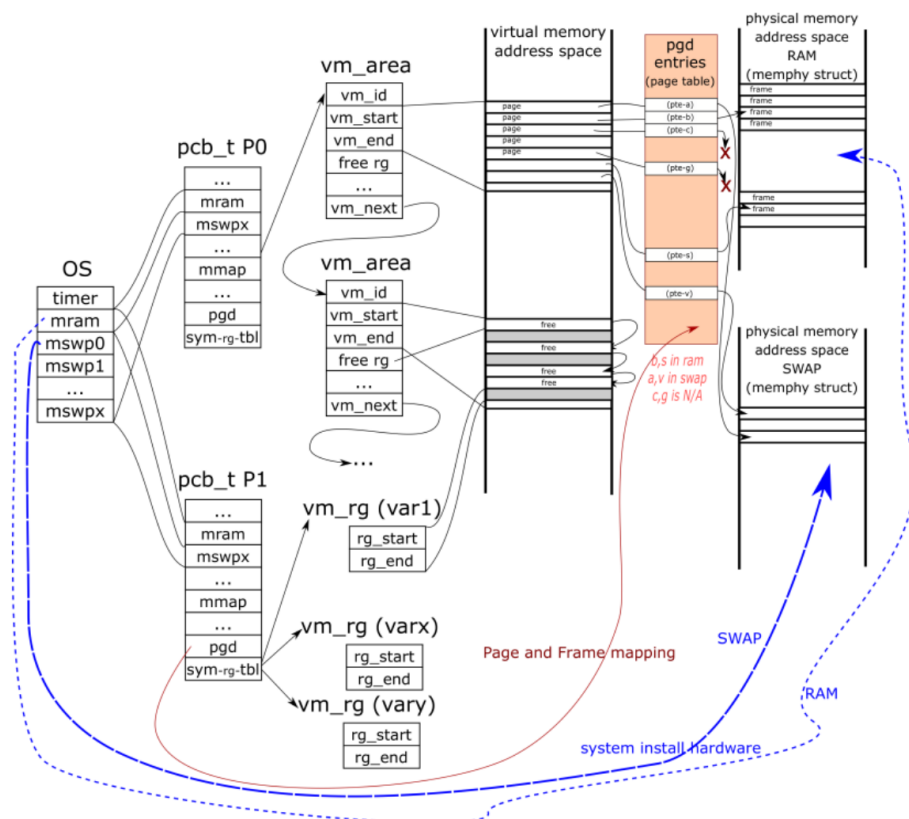 OS
timer
mram
mswp0
mswp1
...
mswpx
pcb_t P0
...
mram
mswpx
...
mmap
...
pgd
sym-rg-tbl
pcb_t P1
...
mram
mswpx
...
mmap
...
pgd
sym-rg-tbl
vm_area
vm_id
vm_start
vm_end
free rg
...
vm_next
vm_area
vm_id
vm_start
vm_end
free rg
...
vm_next
...
vm_rg (var1)
rg_start
rg_end
vm_rg (varx)
rg_start
rg_end
vm_rg (vary)
rg_start
rg_end
virtual memory
address space
page
page
page
page
free
free
free
free
pgd
entries
(page table)
(pte-a)
(pte-b)
(pte-c)
X
(pte-g)
X
(pte-s)
(pte-v)
b,s in ram
a,v in swap
c,g is N/A
physical memory
address space
RAM
(memphy struct)
frame
frame
frame
frame
frame
frame
physical memory
address space
SWAP
(memphy struct)
Page and Frame mapping
SWAP
RAM
system install hardware